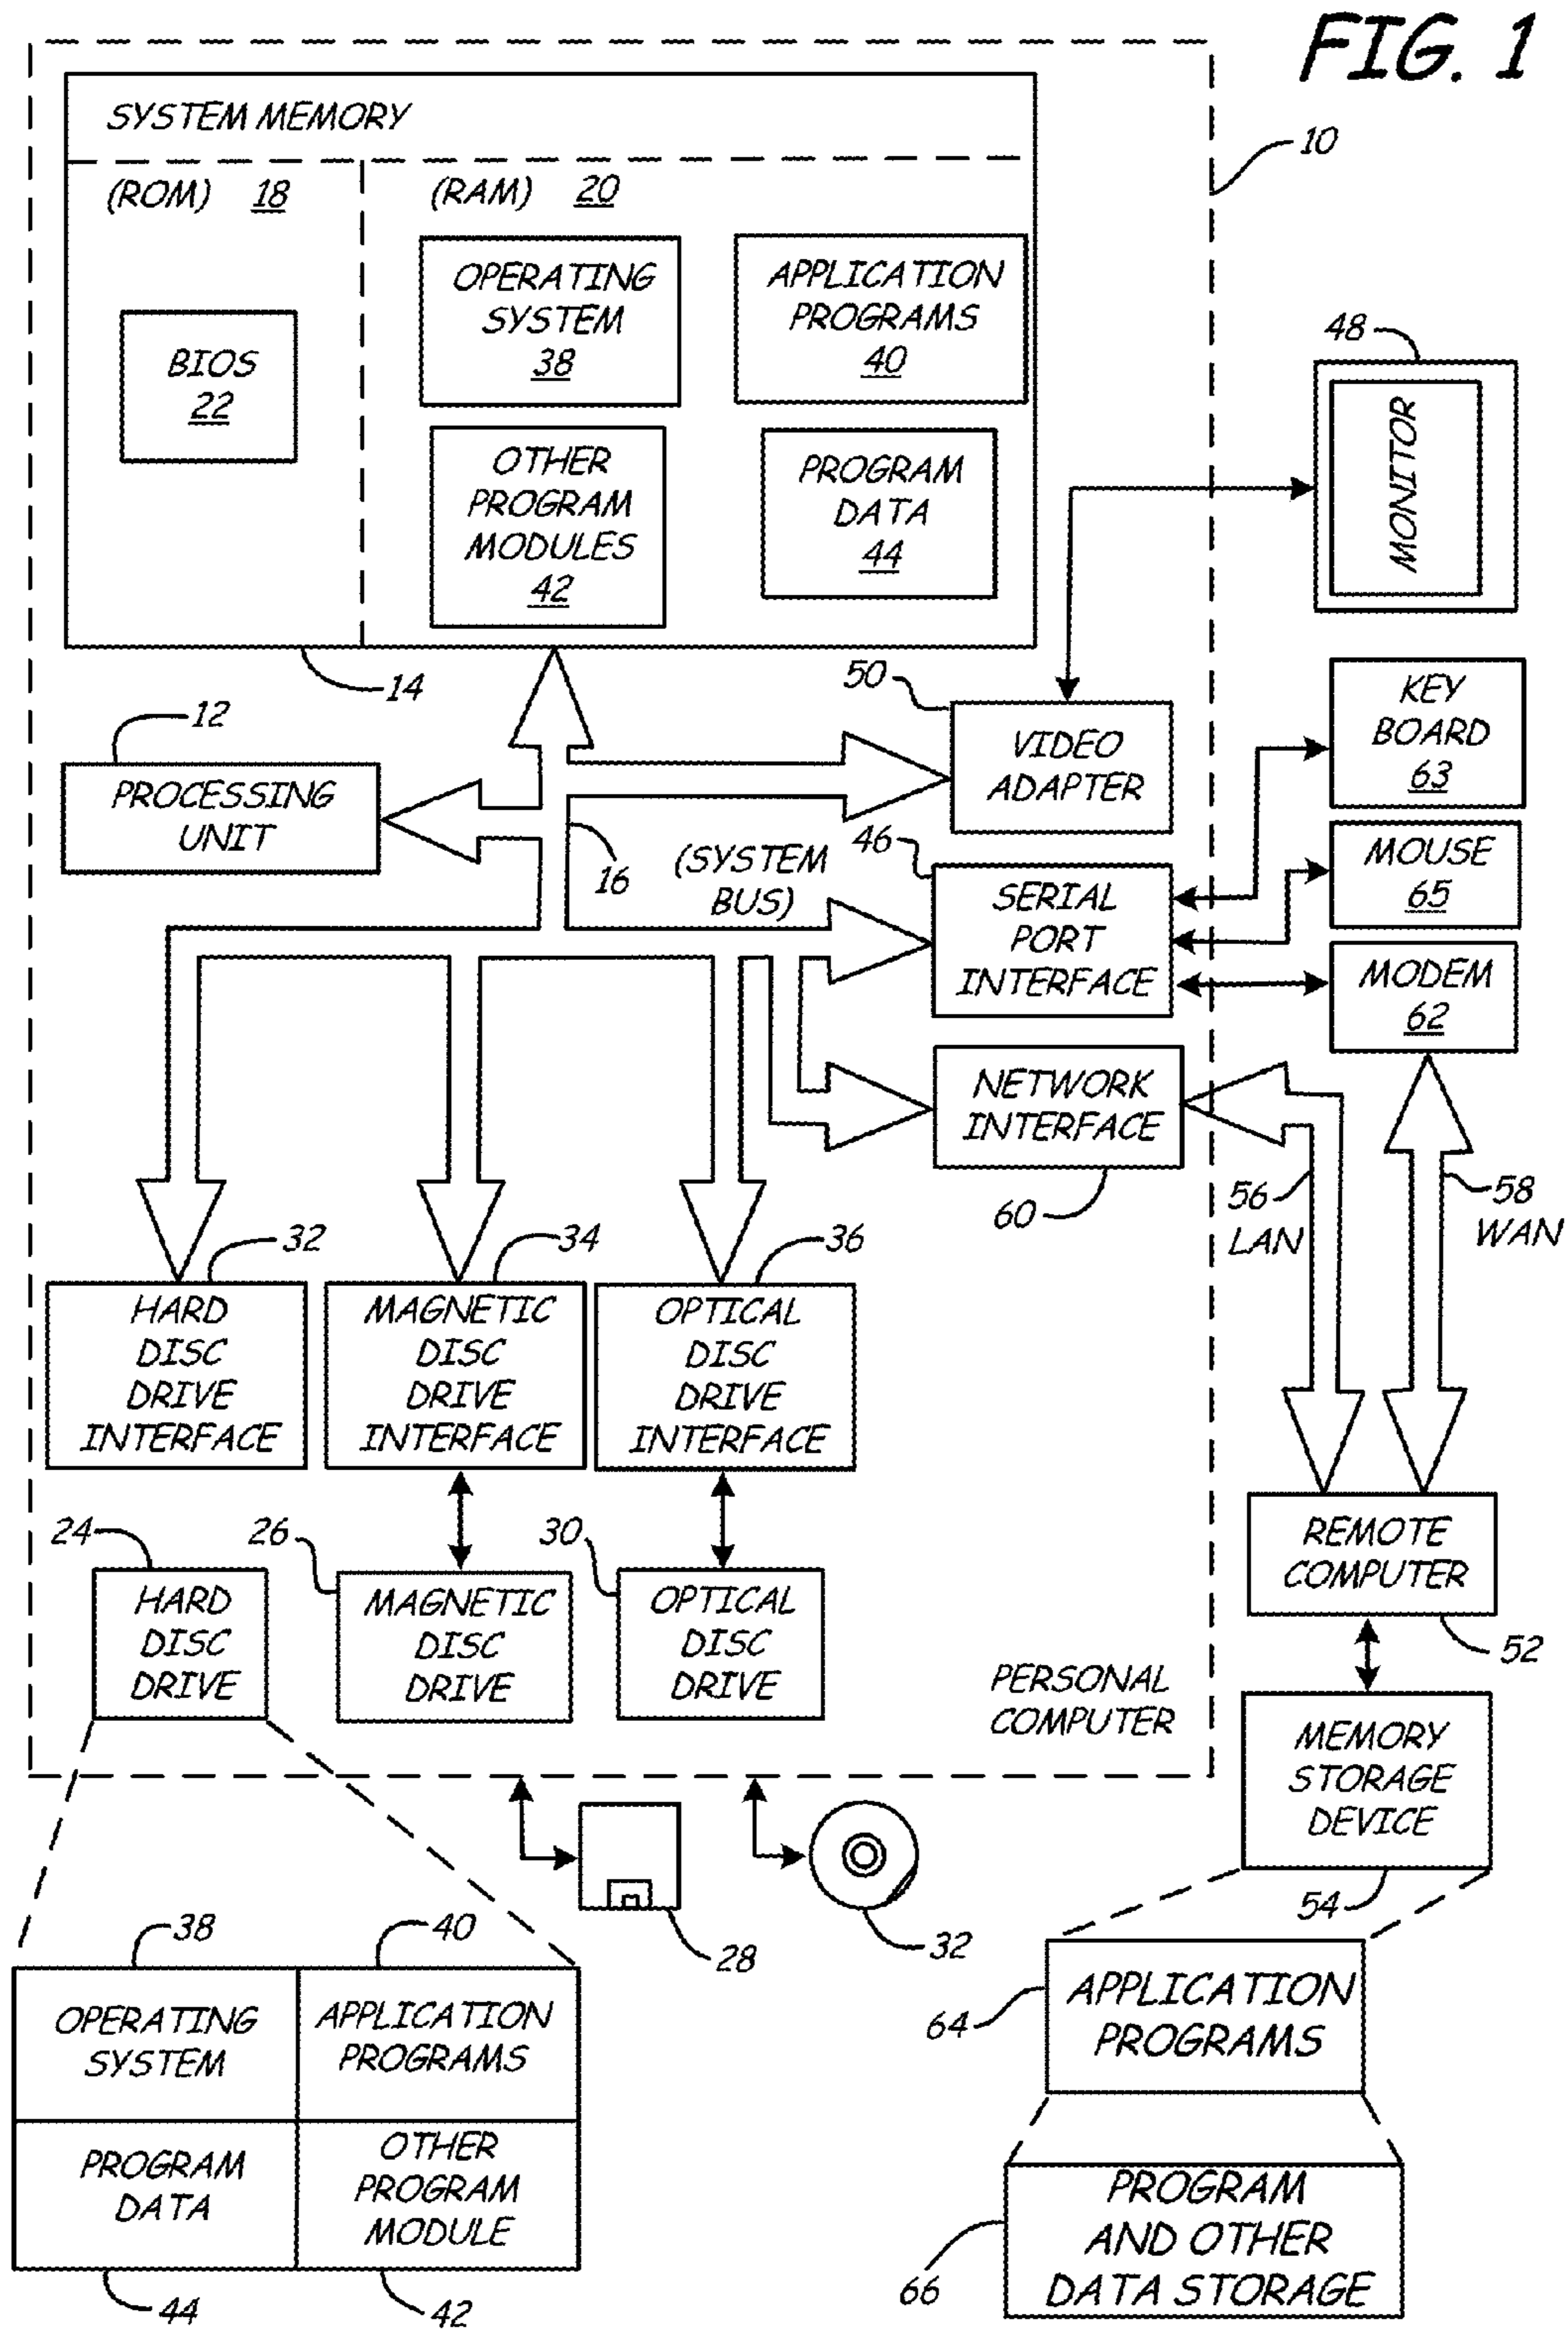 FIG. 1
10
SYSTEM MEMORY
(ROM) 18
(RAM) 20
BIOS
22
OPERATING
SYSTEM
38
APPLICATION
PROGRAMS
40
OTHER
PROGRAM
MODULES
42
PROGRAM
DATA
44
48
MONITOR
14
12
PROCESSING
UNIT
50
VIDEO
ADAPTER
16
(SYSTEM
BUS)
46
SERIAL
PORT
INTERFACE
KEY
BOARD
63
MOUSE
65
MODEM
62
NETWORK
INTERFACE
60
56
LAN
58
WAN
32
HARD
DISC
DRIVE
INTERFACE
34
MAGNETIC
DISC
DRIVE
INTERFACE
36
OPTICAL
DISC
DRIVE
INTERFACE
24
HARD
DISC
DRIVE
26
MAGNETIC
DISC
DRIVE
30
OPTICAL
DISC
DRIVE
PERSONAL
COMPUTER
REMOTE
COMPUTER
52
MEMORY
STORAGE
DEVICE
54
28
32
38
40
OPERATING
SYSTEM
APPLICATION
PROGRAMS
PROGRAM
DATA
OTHER
PROGRAM
MODULE
44
42
64
APPLICATION
PROGRAMS
66
PROGRAM
AND OTHER
DATA STORAGE